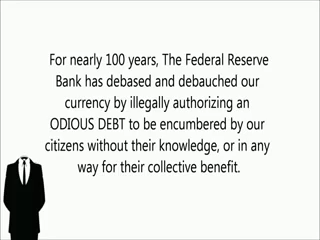 For nearly 100 years, The Federal Reserve
Bank has debased and debauched our
currency by illegally authorizing an
ODIOUS DEBT to be encumbered by our
citizens without their knowledge, or in any
way for their collective benefit.